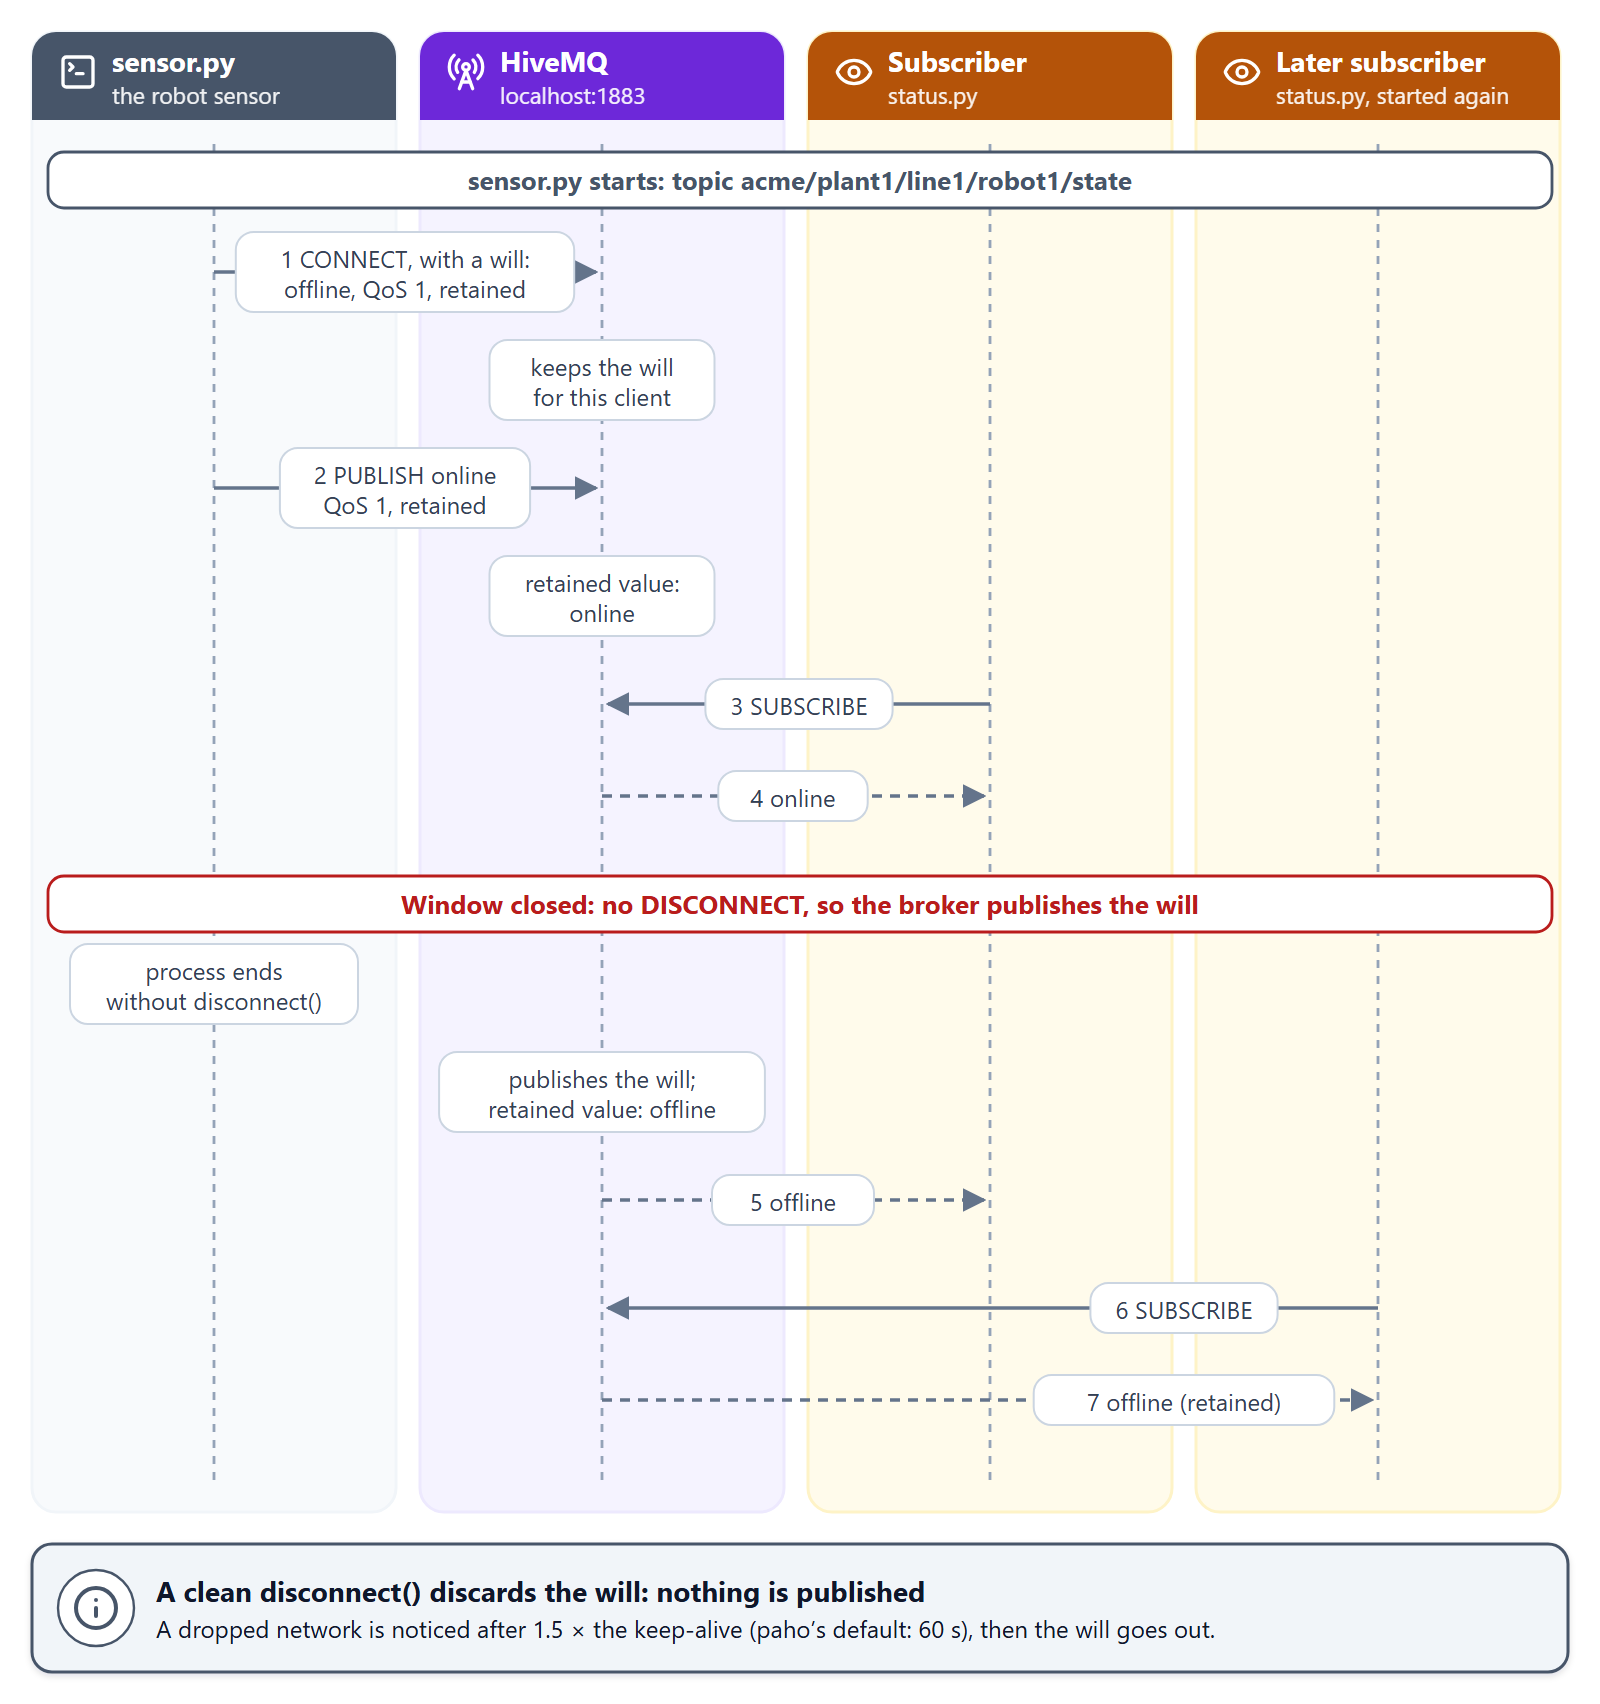 sensor.py
the robot sensor
HiveMQ
localhost:1883
Subscriber
status.py
Later subscriber
status.py, started again
sensor.py starts: topic acme/plant1/line1/robot1/state
1 CONNECT, with a will:
offline, QoS 1, retained
keeps the will
for this client
2 PUBLISH online
QoS 1, retained
retained value:
online
3 SUBSCRIBE
4 online
Window closed: no DISCONNECT, so the broker publishes the will
process ends
without disconnect()
publishes the will;
retained value: offline
5 offline
6 SUBSCRIBE
7 offline (retained)
A clean disconnect() discards the will: nothing is published
A dropped network is noticed after 1.5 × the keep-alive (paho’s default: 60 s), then the will goes out.